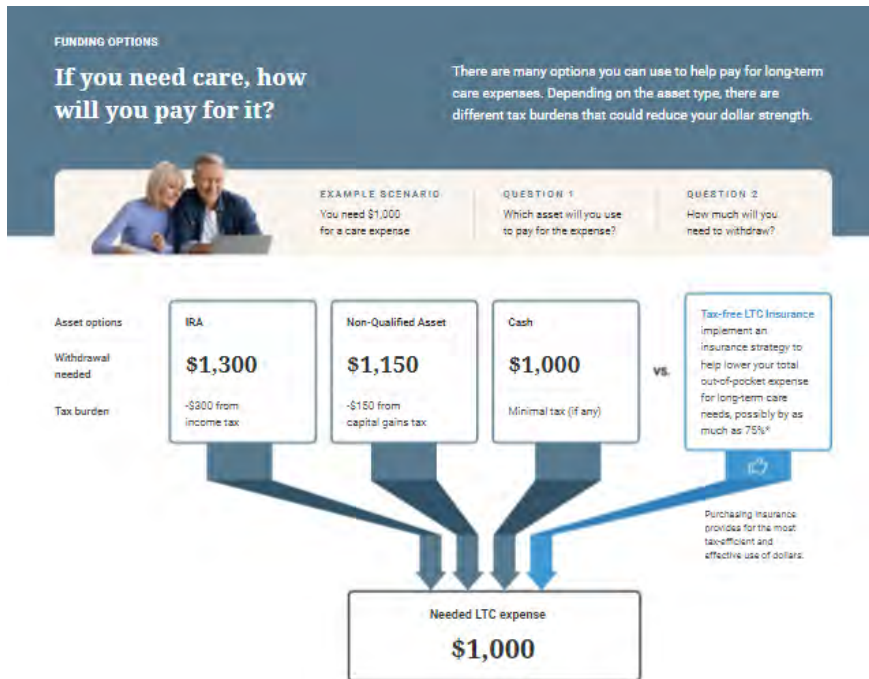 FUNDING OPTIONS
If you need care, how
will you pay for it?
There are many options you can use to help pay for long-term
care expenses. Depending on the asset type, there are
different tax burdens that could reduce your dollar strength.
EXAMPLE SCENARIO
You need $1,000
for a care expense
QUESTION 1
Which asset will you use
to pay for the expense?
QUESTION 2
How much will you
need to withdraw?
Asset options
Withdrawal
needed
Tax burden
IRA
$1,300
-$300 from
income tax
Non-Qualified Asset
$1,150
-$150 from
capital gains tax
Cash
$1,000
Minimal tax (if any)
vs.
Tax-free LTC Insurance
implement an
insurance strategy to
help lower your total
out-of-pocket expense
for long-term care
needs, possibly by as
much as 75%*
Purchasing insurance
provides for the most
tax-efficient and
effective use of dollars.
Needed LTC expense
$1,000